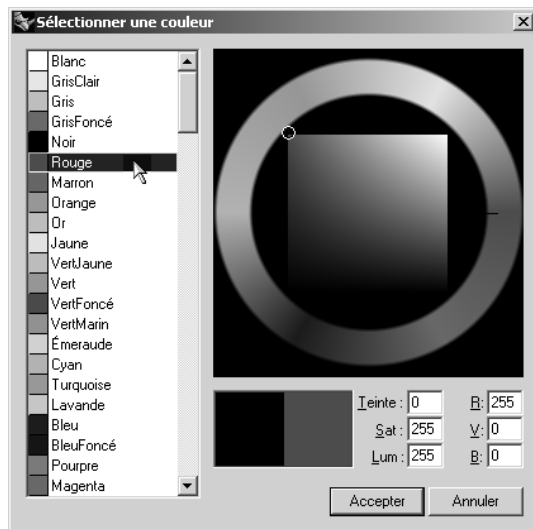 Sélectionner une couleur
Blanc
GrisClair
Gris
GrisFoncé
Noir
Rouge
Marron
Orange
Or
Jaune
VertJaune
Vert
VertFoncé
VertMarin
Émeraude
Cyan
Turquoise
Lavande
Bleu
BleuFoncé
Pourpre
Magenta
Teinte : 0 R: 255
Sat : 255 V: 0
Lum : 255 B: 0
Accepter Annuler